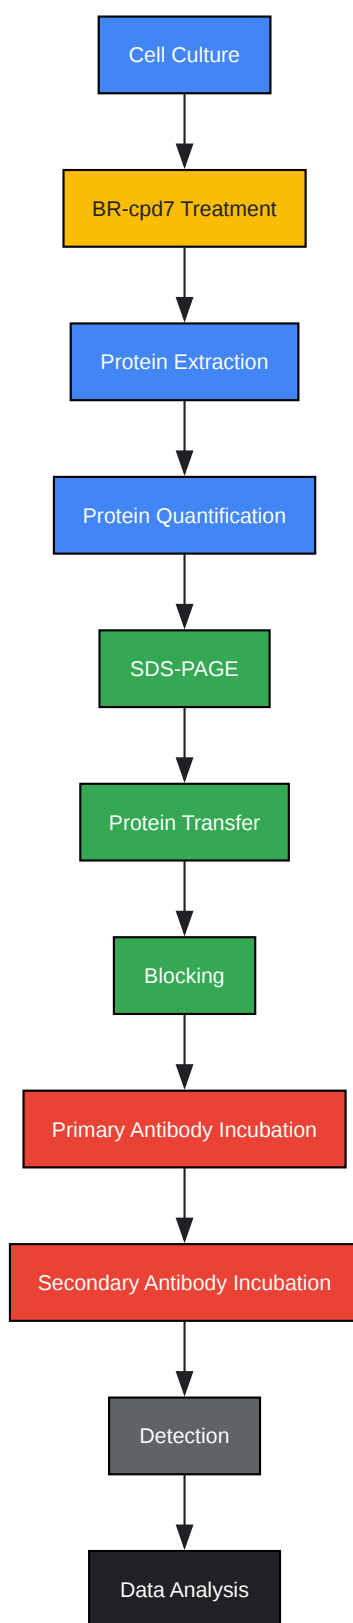 Cell Culture
BR-cpd7 Treatment
Protein Extraction
Protein Quantification
SDS-PAGE
Protein Transfer
Blocking
Primary Antibody Incubation
Secondary Antibody Incubation
Detection
Data Analysis